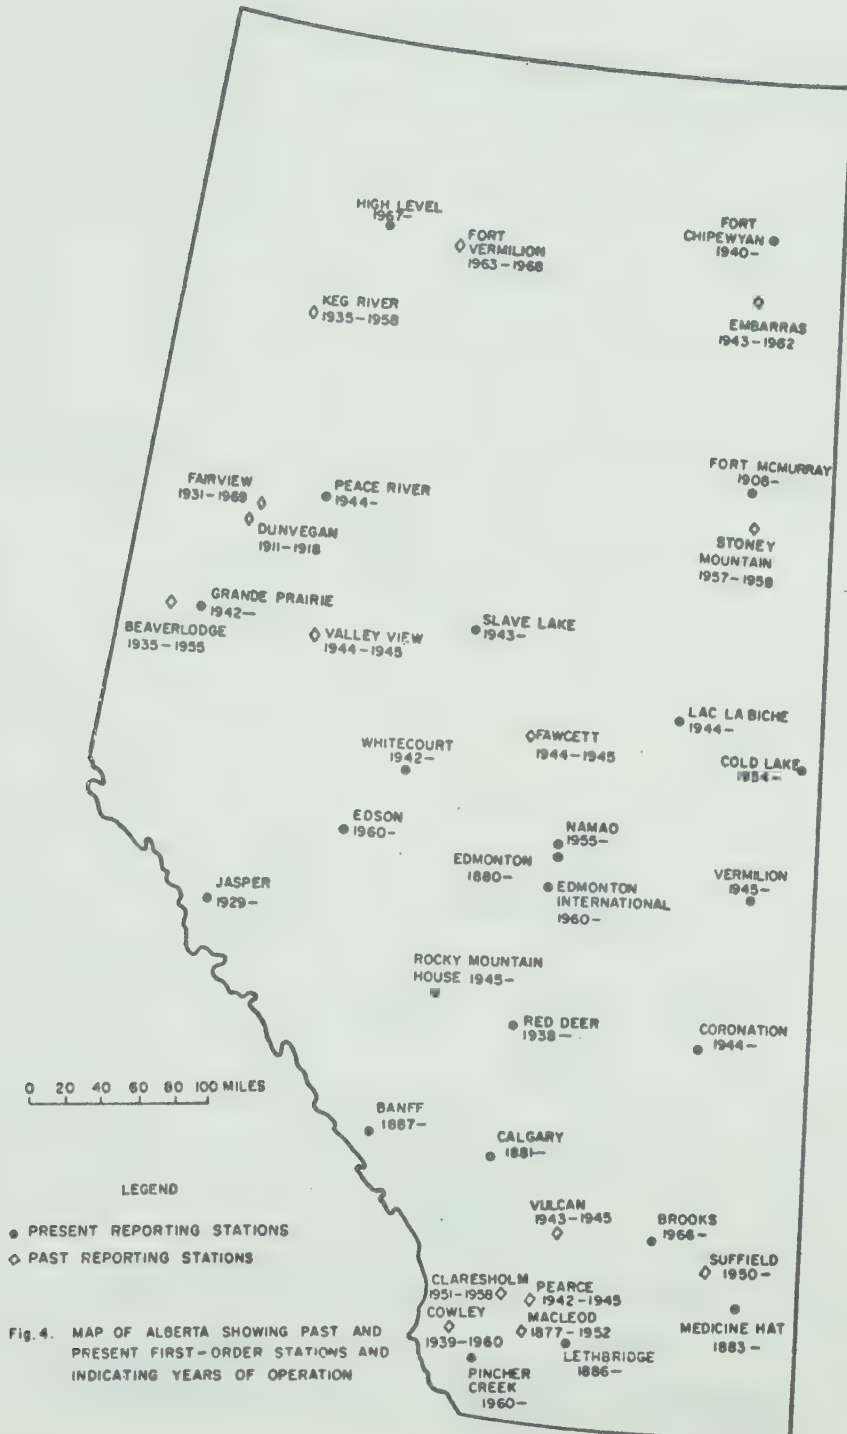 HIGH LEVEL
1967-
FORT
VERMILION
1963-1968
FORT
CHIPEWYAN
1940-
KEG RIVER
1935-1958
EMBARRAS
1943-1962
FORT MCMURRAY
1908-
FAIRVIEW
1931-1969
PEACE RIVER
1944-
DUNVEGAN
1911-1918
STONEY
MOUNTAIN
1957-1958
GRANDE PRAIRIE
1942-
BEAVERLODGE
1935-1955
VALLEY VIEW
1944-1945
SLAVE LAKE
1943-
LAC LA BICHE
1944-
WHITECOURT
1942-
FAWCETT
1944-1945
COLD LAKE
EDSON
1960-
NAMAO
1955-
EDMONTON
1880-
EDMONTON
INTERNATIONAL
1960-
VERMILION
1945-
JASPER
1929-
ROCKY MOUNTAIN
HOUSE 1945-
RED DEER
1938-
CORONATION
1944-
0 20 40 60 80 100 MILES
BANFF
1887-
CALGARY
1881-
LEGEND
PRESENT REPORTING STATIONS
PAST REPORTING STATIONS
VULCAN
1943-1945
BROOKS
1966-
SUFFIELD
1950-
CLARESHOLM
1951-1958
PEARCE
1942-1945
COWLEY
1939-1960
MACLEOD
1877-1952
MEDICINE HAT
1883-
LETHBRIDGE
1886-
PINCHER
CREEK
1960-
Fig.4. MAP OF ALBERTA SHOWING PAST AND
PRESENT FIRST-ORDER STATIONS AND
INDICATING YEARS OF OPERATION